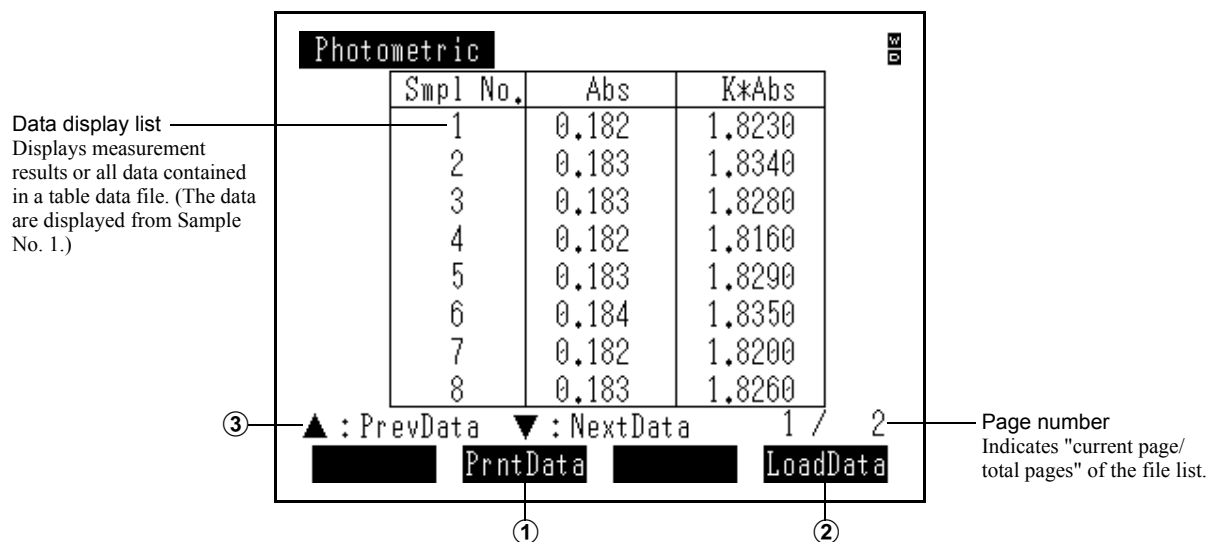 Photometric
W
D
Smpl No. Abs K*Abs
1 0.182 1.8230
2 0.183 1.8340
3 0.183 1.8280
4 0.182 1.8160
5 0.183 1.8290
6 0.184 1.8350
7 0.182 1.8200
8 0.183 1.8260
▲ : PrevData ▼ : NextData 1 / 2
PrntData LoadData
Data display list
Displays measurement
results or all data contained
in a table data file. (The data
are displayed from Sample
No. 1.)
③
Page number
Indicates "current page/
total pages" of the file list.
① ②